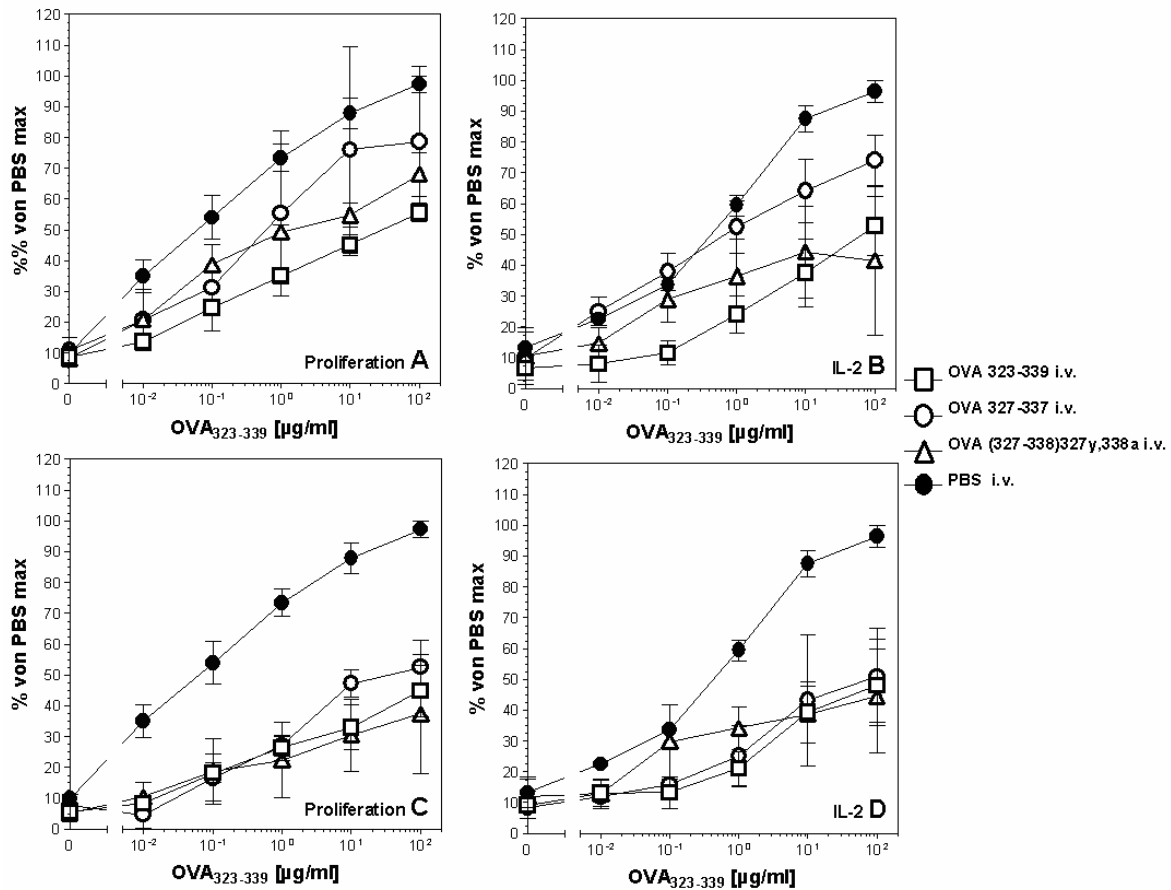 120
110
100
90
80
70
60
50
40
30
20
10
0
%% von PBS max
Proliferation A
0 10-2 10-1 100 101 102
OVA323-339 [µg/ml]
120
110
100
90
80
70
60
50
40
30
20
10
0
% von PBS max
IL-2 B
0 10-2 10-1 100 101 102
OVA323-339 [µg/ml]
OVA 323-339 i.v.
OVA 327-337 i.v.
OVA (327-338)327y,338a i.v.
PBS i.v.
120
110
100
90
80
70
60
50
40
30
20
10
0
% von PBS max
Proliferation C
0 10-2 10-1 100 101 102
OVA323-339 [µg/ml]
120
110
100
90
80
70
60
50
40
30
20
10
0
% von PBS max
IL-2 D
0 10-2 10-1 100 101 102
OVA323-339 [µg/ml]